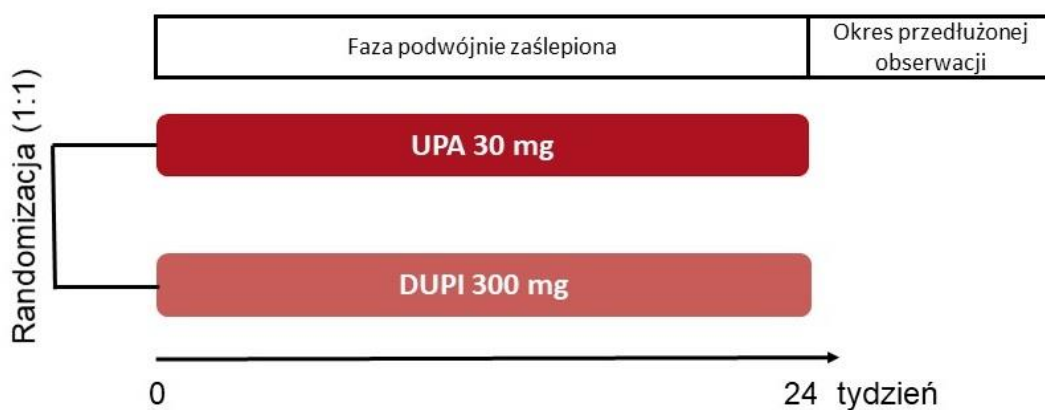 Faza podwójnie zaślepiona
Okres przedłużonej
obserwacji
Randomizacja (1:1)
UPA 30 mg
DUPI 300 mg
0
24 tydzień